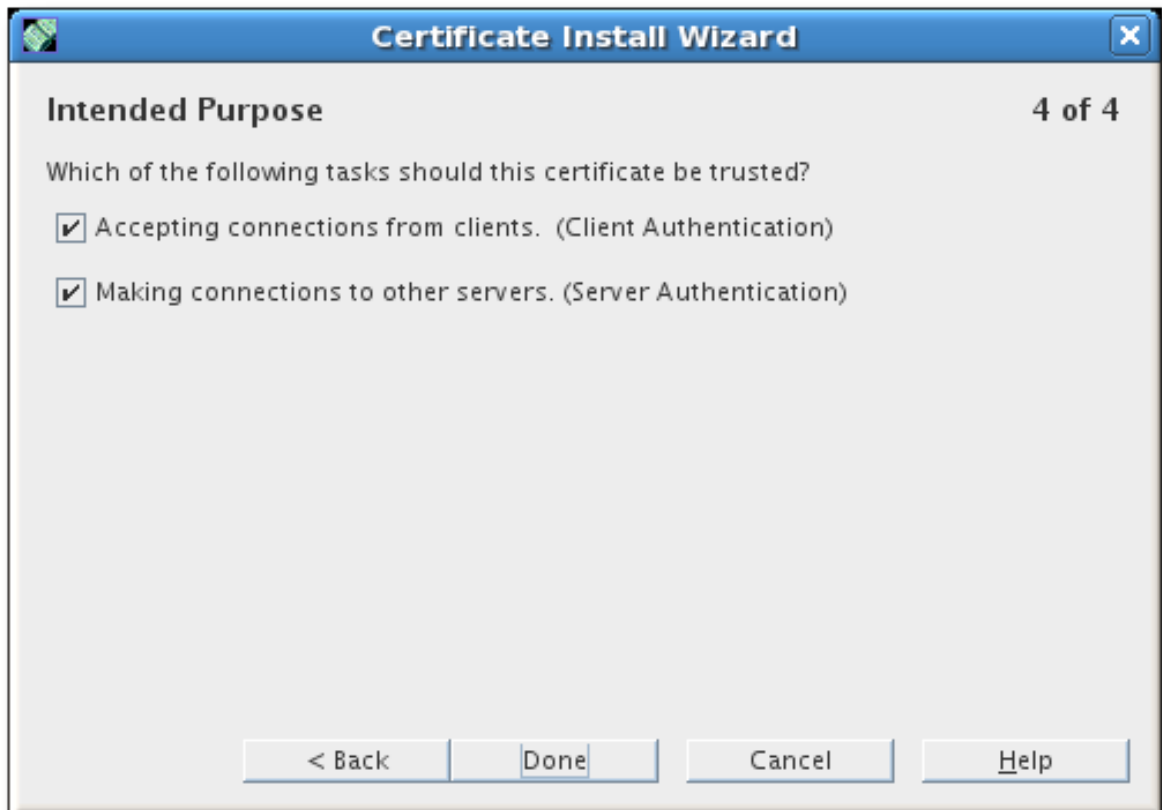 Certificate Install Wizard
Intended Purpose 4 of 4
Which of the following tasks should this certificate be trusted?
Accepting connections from clients. (Client Authentication)
Making connections to other servers. (Server Authentication)
< Back Done Cancel Help